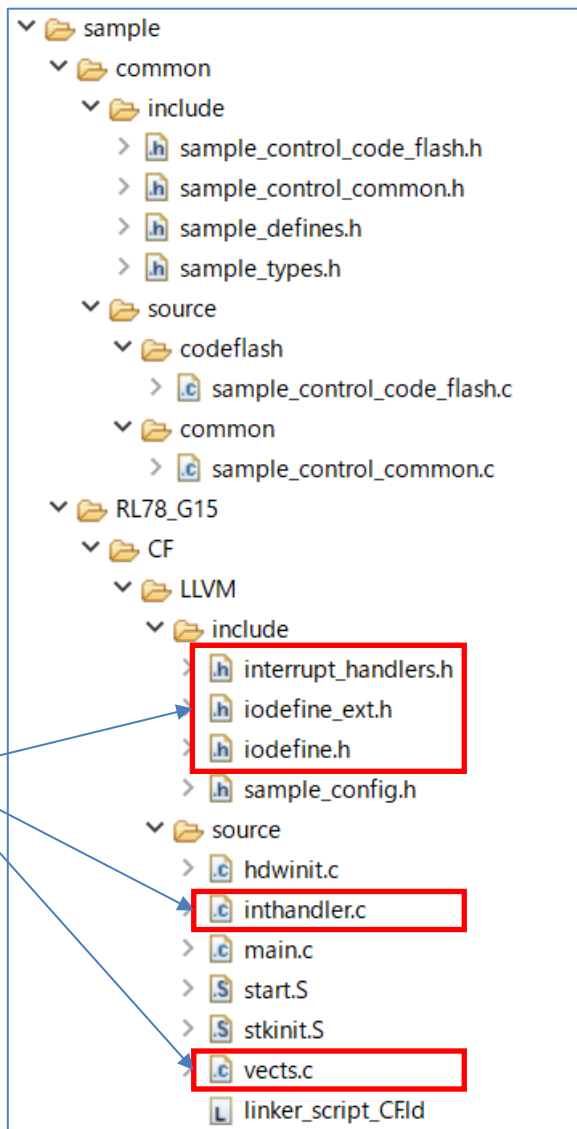 sample
common
include
.h sample_control_code_flash.h
.h sample_control_common.h
.h sample_defines.h
.h sample_types.h
source
codeflash
.c sample_control_code_flash.c
common
.c sample_control_common.c
RL78_G15
CF
LLVM
include
.h interrupt_handlers.h
.h iodefine_ext.h
.h iodefine.h
.h sample_config.h
source
.c hdwinit.c
.c inthandler.c
.c main.c
.S start.S
.S stkinit.S
.c vects.c
L linker_script_CF.ld